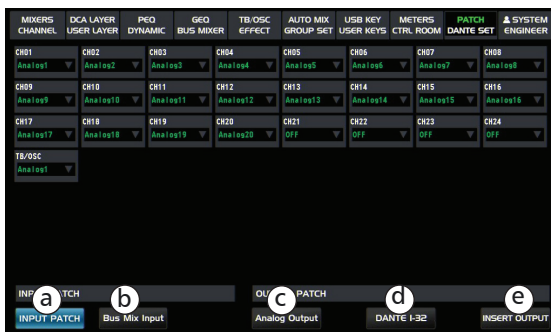 MIXERS DCA LAYER PEQ GEQ TB/OSC AUTO MIX USB KEY METERS PATCH SYSTEM
CHANNEL USER LAYER DYNAMIC BUS MIXER EFFECT GROUP SET USER KEYS CTRL ROOM DANTE SET ENGINEER
CH01 CH02 CH03 CH04 CH05 CH06 CH07 CH08
Analog1 Analog2 Analog3 Analog4 Analog5 Analog6 Analog7 Analog8
CH09 CH10 CH11 CH12 CH13 CH14 CH15 CH16
Analog9 Analog10 Analog11 Analog12 Analog13 Analog14 Analog15 Analog16
CH17 CH18 CH19 CH20 CH21 CH22 CH23 CH24
Analog17 Analog18 Analog19 Analog20 OFF OFF OFF OFF
TB/OSC
Analog1
PATCH
a b c d e
INPUT PATCH Bus Mix Input Analog Output DANTE 1-32 INSERT OUTPUT